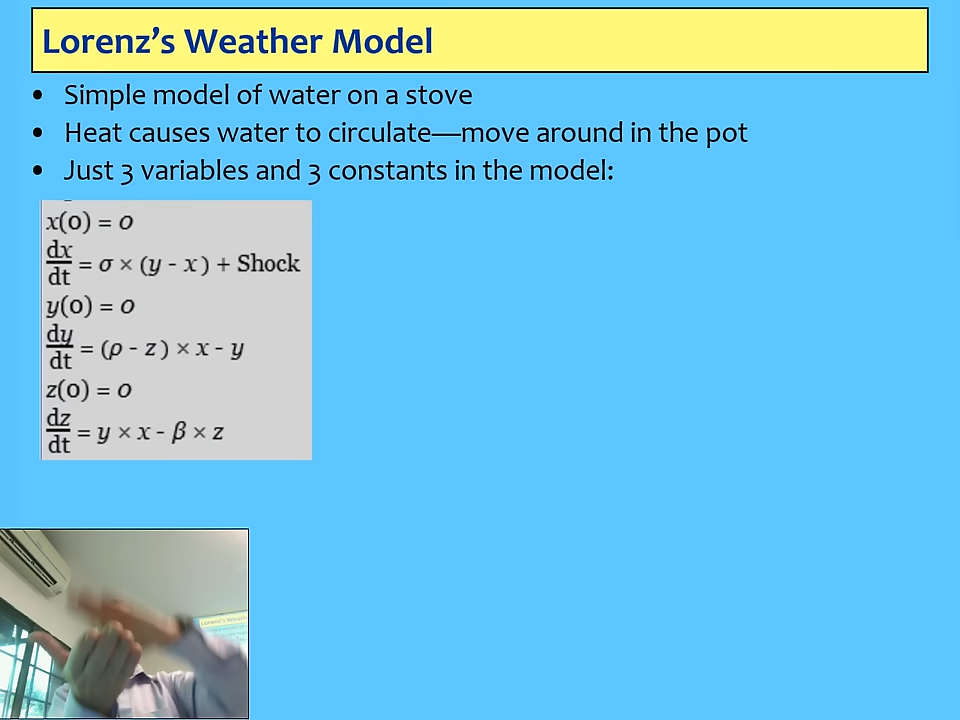 Lorenz’s Weather Model
• Simple model of water on a stove
• Heat causes water to circulate—move around in the pot
• Just 3 variables and 3 constants in the model:
x(0) = 0
dx/dt = σ × (y - x) + Shock
y(0) = 0
dy/dt = (ρ - z) × x - y
z(0) = 0
dz/dt = y × x - β × z
Lorenz’s Weath